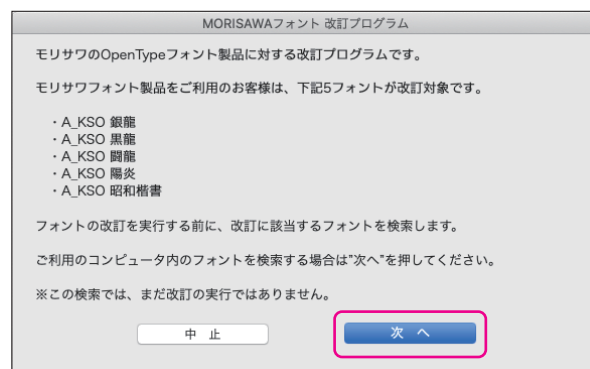 MORISAWAフォント 改訂プログラム
モリサワのOpenTypeフォント製品に対する改訂プログラムです。
モリサワフォント製品をご利用のお客様は、下記5フォントが改訂対象です。
・A_KSO 銀龍
・A_KSO 黒龍
・A_KSO 闘龍
・A_KSO 陽炎
・A_KSO 昭和楷書
フォントの改訂を実行する前に、改訂に該当するフォントを検索します。
ご利用のコンピュータ内のフォントを検索する場合は"次へ"を押してください。
※この検索では、まだ改訂の実行ではありません。
中 止 次 へ